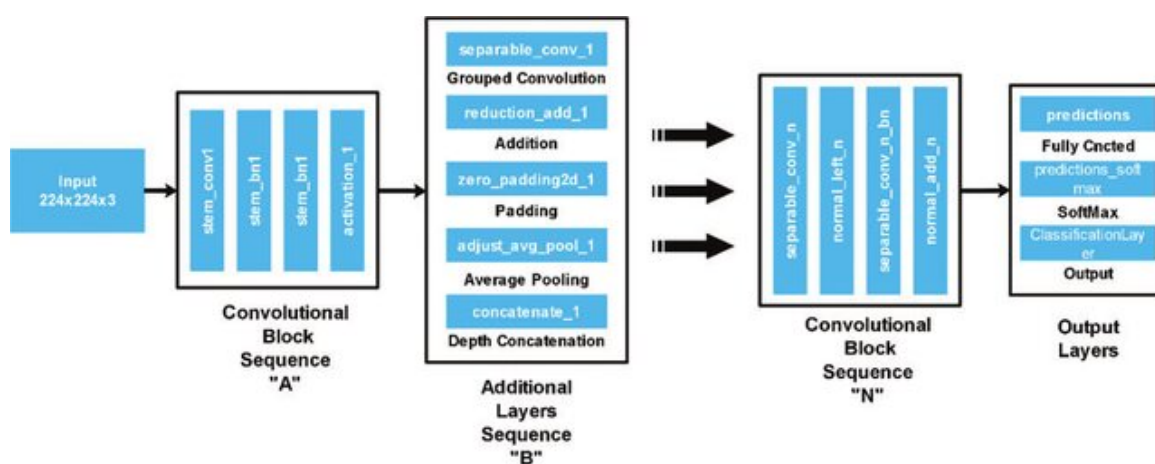 Input
224x224x3
stem_conv1
stem_bn1
stem_bn1
activation_1
Convolutional
Block
Sequence
"A"
separable_conv_1
Grouped Convolution
reduction_add_1
Addition
zero_padding2d_1
Padding
adjust_avg_pool_1
Average Pooling
concatenate_1
Depth Concatenation
Additional
Layers
Sequence
"B"
separable_conv_n
normal_left_n
separable_conv_n_bn
normal_add_n
Convolutional
Block
Sequence
"N"
predictions
Fully Cncted
predictions_soft
max
SoftMax
ClassificationLay
er
Output
Output
Layers